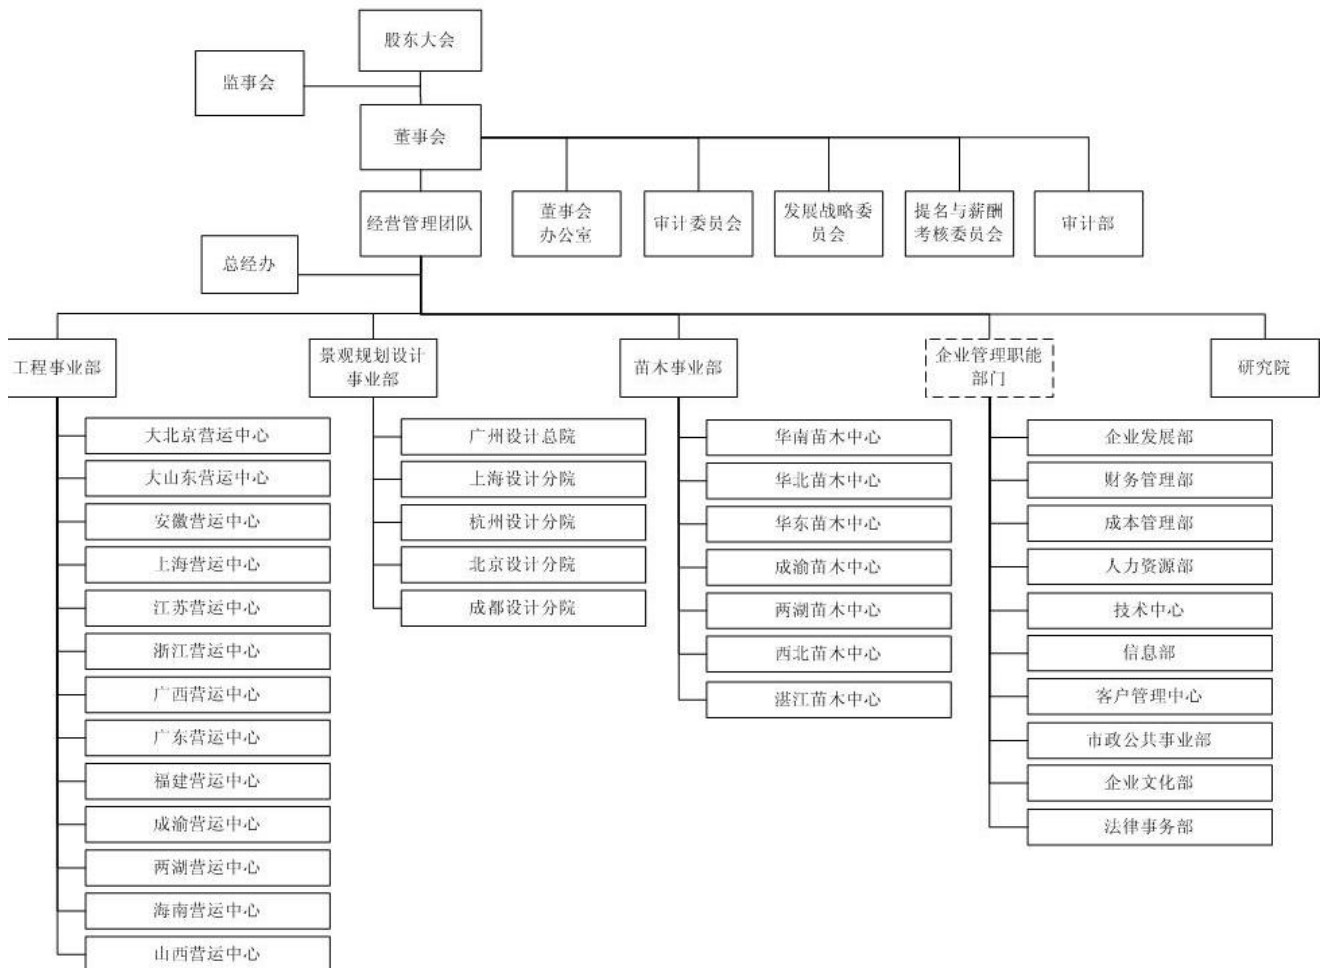 股东大会
监事会
董事会
经营管理团队
董事会
办公室
审计委员会
发展战略委
员会
提名与薪酬
考核委员会
审计部
总经办
工程事业部
景观规划设计
事业部
苗木事业部
企业管理职能
部门
研究院
大北京营运中心
大山东营运中心
安徽营运中心
上海营运中心
江苏营运中心
浙江营运中心
广西营运中心
广东营运中心
福建营运中心
成渝营运中心
两湖营运中心
海南营运中心
山西营运中心
广州设计总院
上海设计分院
杭州设计分院
北京设计分院
成都设计分院
华南苗木中心
华北苗木中心
华东苗木中心
成渝苗木中心
两湖苗木中心
西北苗木中心
湛江苗木中心
企业发展部
财务管理部
成本管理部
人力资源部
技术中心
信息部
客户管理中心
市政公共事业部
企业文化部
法律事务部